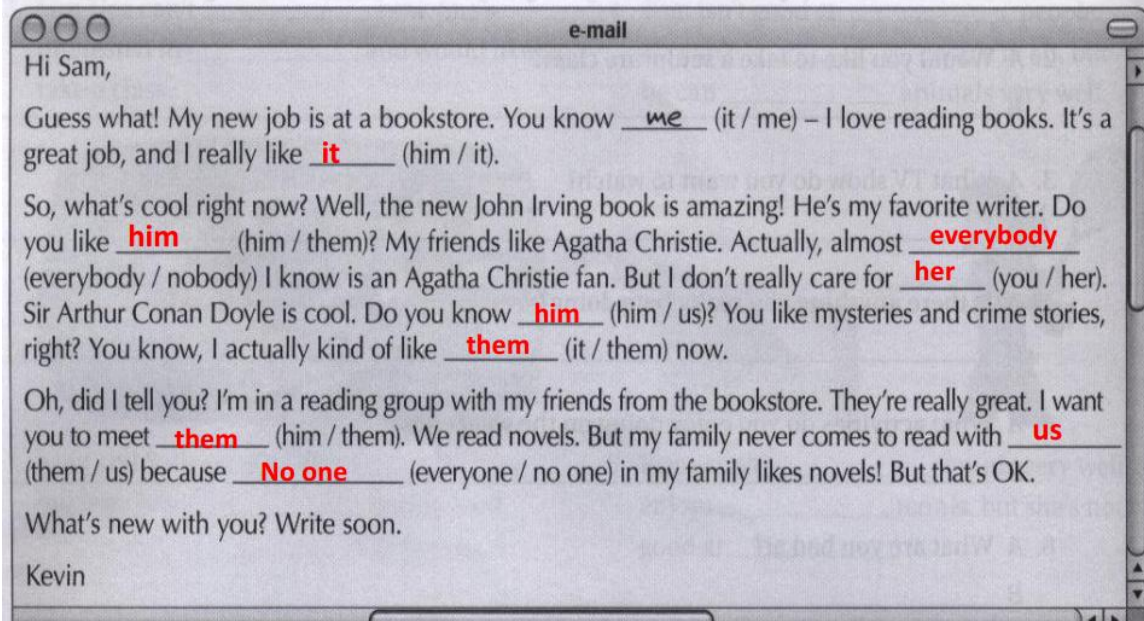 e-mail
Hi Sam,
Guess what! My new job is at a bookstore. You know me (it / me) – I love reading books. It's a
great job, and I really like it (him / it).
So, what's cool right now? Well, the new John Irving book is amazing! He's my favorite writer. Do
you like him (him / them)? My friends like Agatha Christie. Actually, almost everybody
(everybody / nobody) I know is an Agatha Christie fan. But I don't really care for her (you / her).
Sir Arthur Conan Doyle is cool. Do you know him (him / us)? You like mysteries and crime stories,
right? You know, I actually kind of like them (it / them) now.
Oh, did I tell you? I'm in a reading group with my friends from the bookstore. They're really great. I want
you to meet them (him / them). We read novels. But my family never comes to read with us
(them / us) because No one (everyone / no one) in my family likes novels! But that's OK.
What's new with you? Write soon.
Kevin